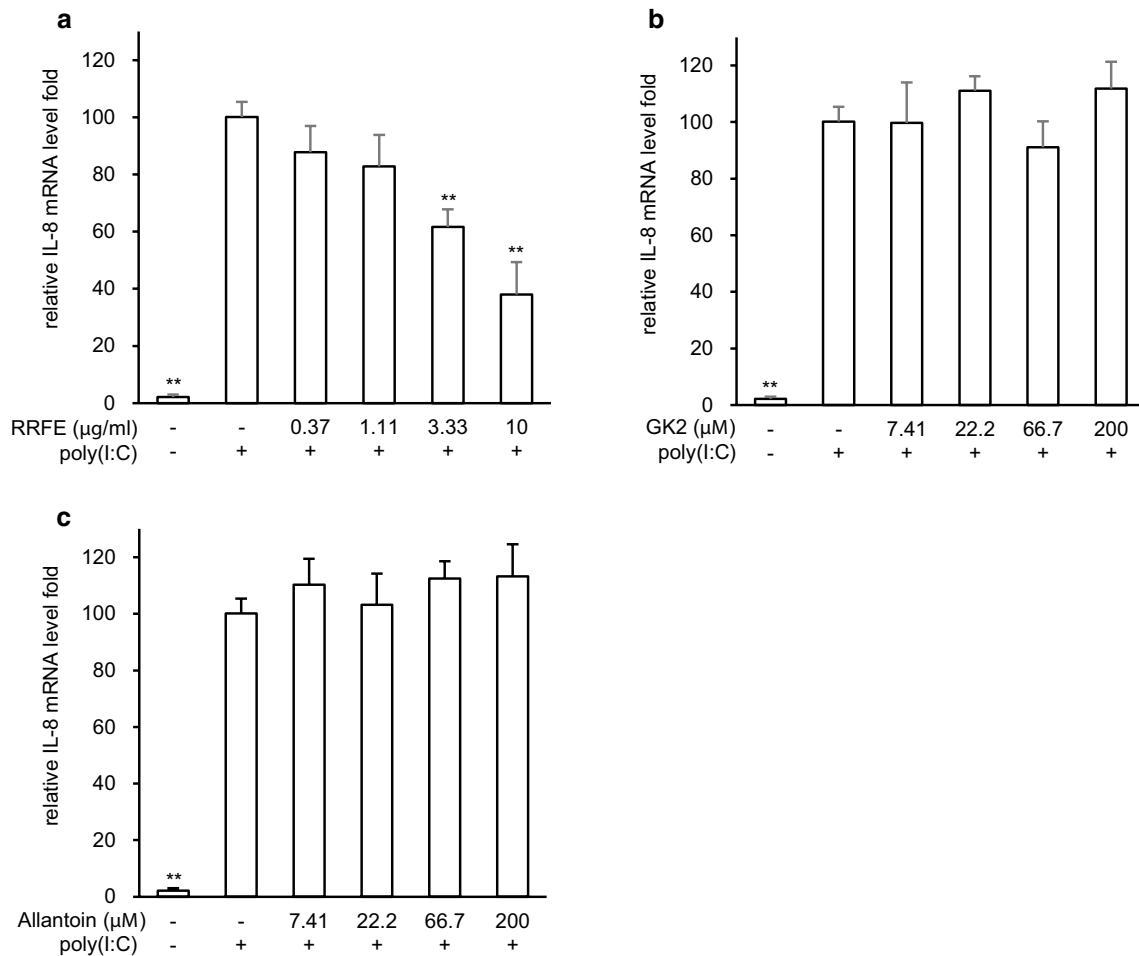 a
relative IL-8 mRNA level fold
120
100
80
60
40
20
0
**
**
**
RRFE (µg/ml) - - 0.37 1.11 3.33 10
poly(I:C) - + + + + +
b
relative IL-8 mRNA level fold
120
100
80
60
40
20
0
**
GK2 (µM) - - 7.41 22.2 66.7 200
poly(I:C) - + + + + +
c
relative IL-8 mRNA level fold
120
100
80
60
40
20
0
**
Allantoin (µM) - - 7.41 22.2 66.7 200
poly(I:C) - + + + + +